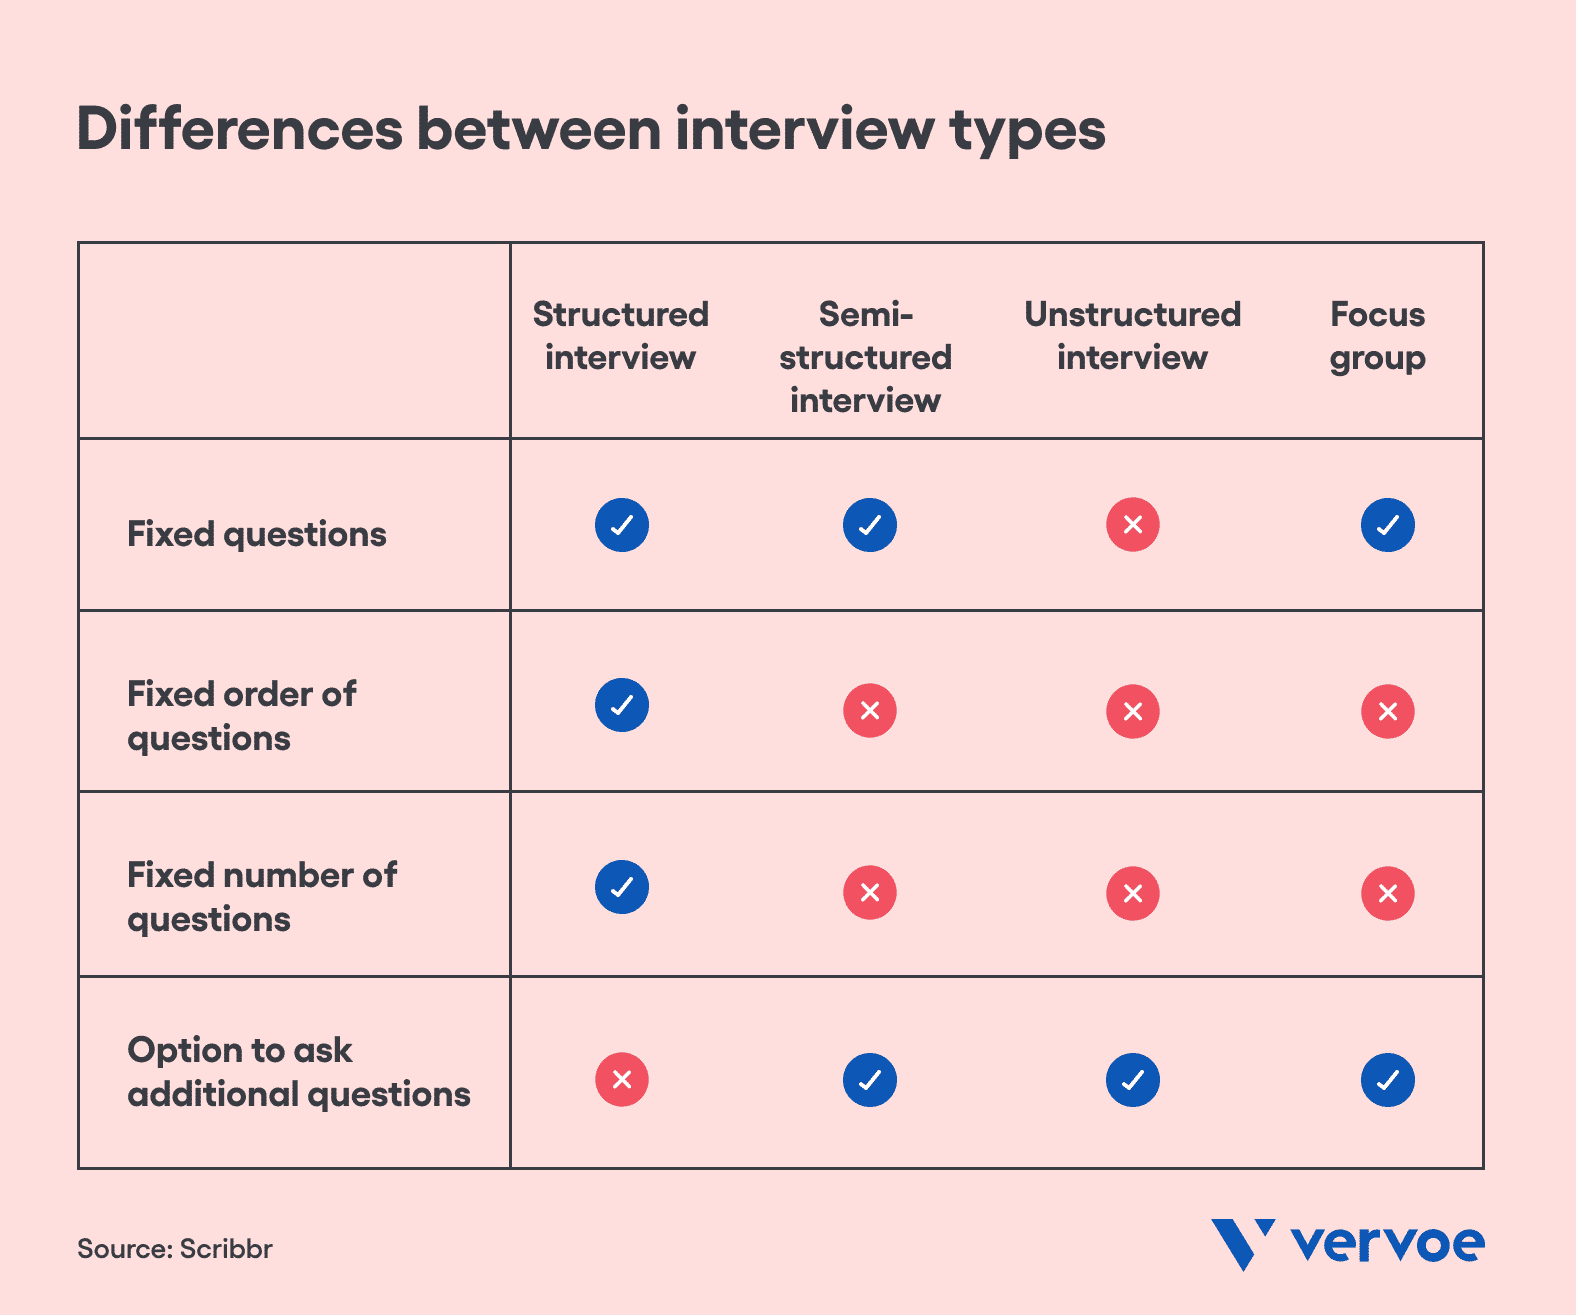 Differences between interview types
Structured
interview
Semi-
structured
interview
Unstructured
interview
Focus
group
Fixed questions
Fixed order of
questions
Fixed number of
questions
Option to ask
additional questions
Source: Scribbr
vervoe